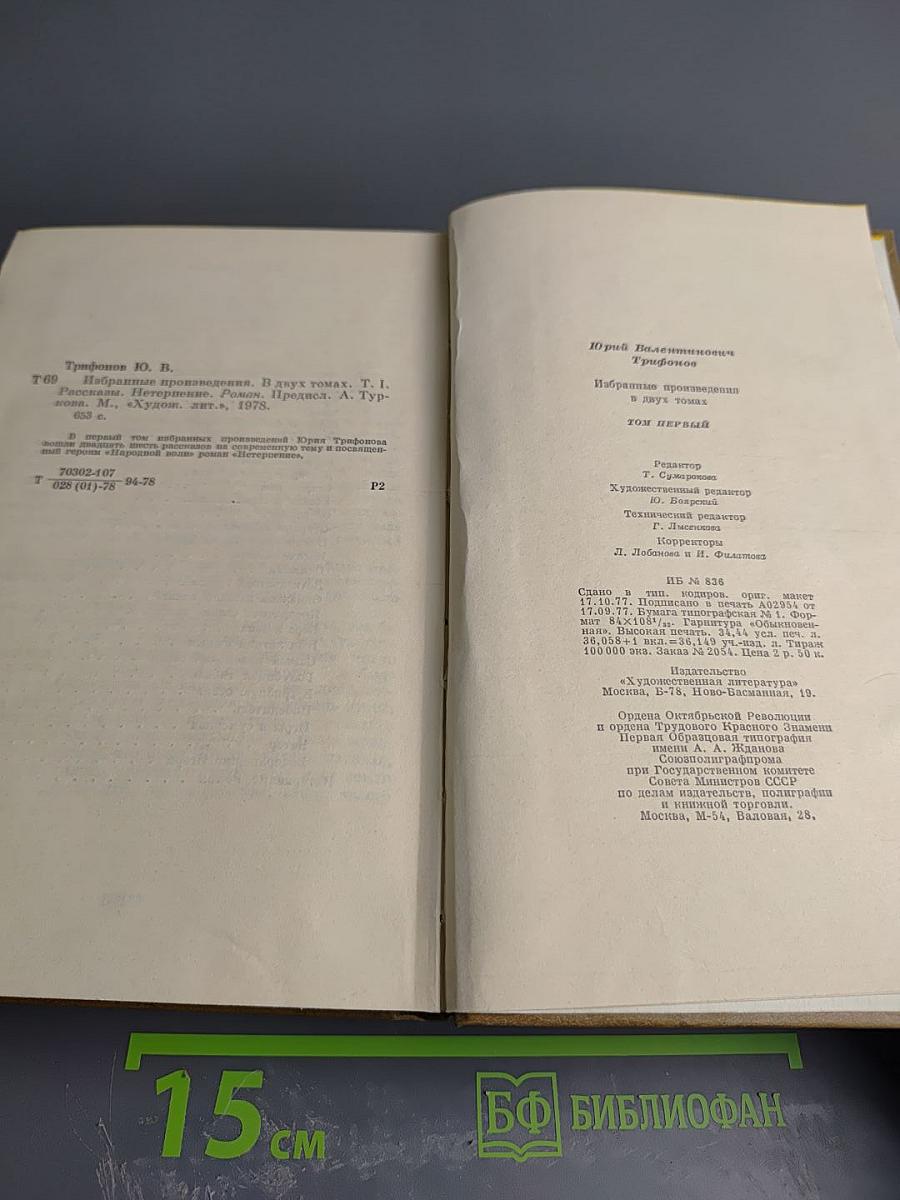 Трифонов Ю. В.
Т69 Избранные произведения. В двух томах. Т. I.
Рассказы. Нетерпение. Роман. Предисл. А. Тур-
кова. М., «Худож. лит.», 1978.
653 с.
В первый том избранных произведений Юрия Трифонова
вошли двадцать шесть рассказов на современную тему и посвящен-
ный героям «Народной воли» роман «Нетерпение».
Т 70302-107
028 (01)-78 94-78
Р2
Юрий Валентинович
Трифонов
Избранные произведения
в двух томах
ТОМ ПЕРВЫЙ
Редактор
Т. Сумарокова
Художественный редактор
Ю. Боярский
Технический редактор
Г. Лысенкова
Корректоры
Л. Лобанова и И. Филатова
ИБ № 836
Сдано в тип. кодиров. ориг. макет
17.10.77. Подписано в печать А02954 от
17.09.77. Бумага типографская № 1. Фор-
мат 84×108¹/₃₂. Гарнитура «Обыкновен-
ная». Высокая печать. 34,44 усл. печ. л.
36,058+1 вкл.=36,149 уч.-изд. л. Тираж
100 000 экз. Заказ № 2054. Цена 2 р. 50 к.
Издательство
«Художественная литература»
Москва, Б-78, Ново-Басманная, 19.
Ордена Октябрьской Революции
и ордена Трудового Красного Знамени
Первая Образцовая типография
имени А. А. Жданова
Союзполиграфпрома
при Государственном комитете
Совета Министров СССР
по делам издательств, полиграфии
и книжной торговли.
Москва, М-54, Валовая, 28.
15 см
БФ БИБЛИОФАН